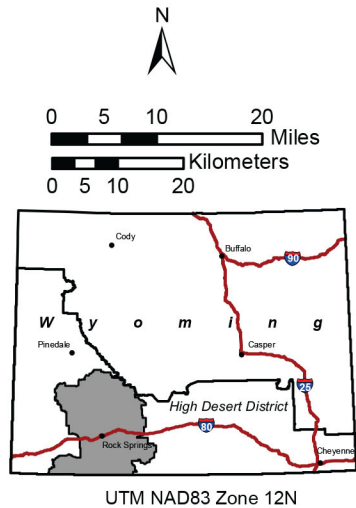 N
0 5 10 20
Miles
Kilometers
0 5 10 20
Cody
Buffalo
90
W y o m i n g
Pinedale
Casper
25
High Desert District
80
Rock Springs
Cheyenne
UTM NAD83 Zone 12N